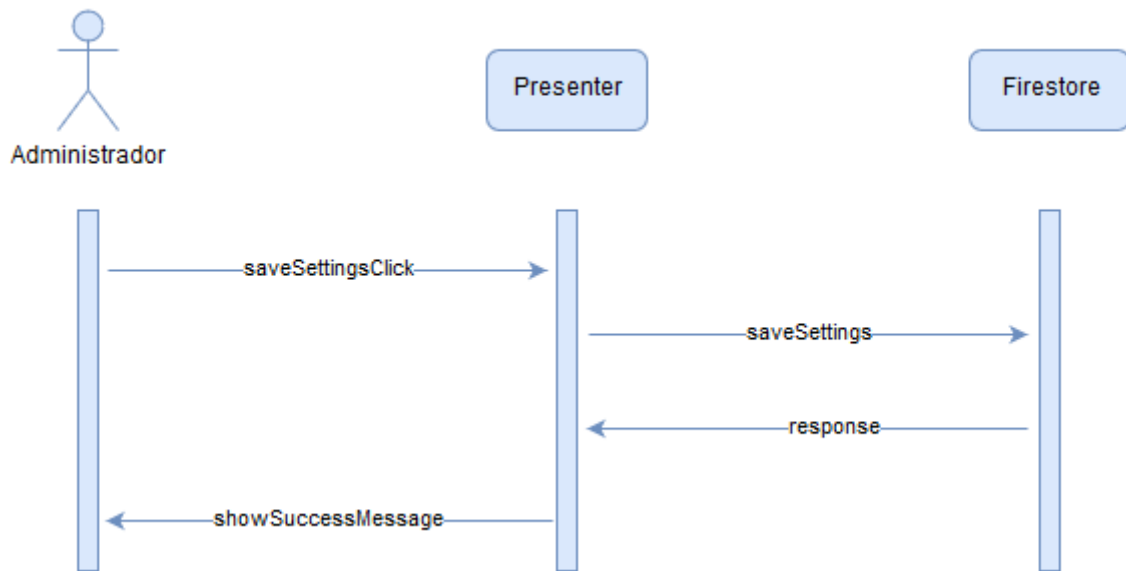 Presenter
Firestore
Administrador
saveSettingsClick
saveSettings
response
showSuccessMessage